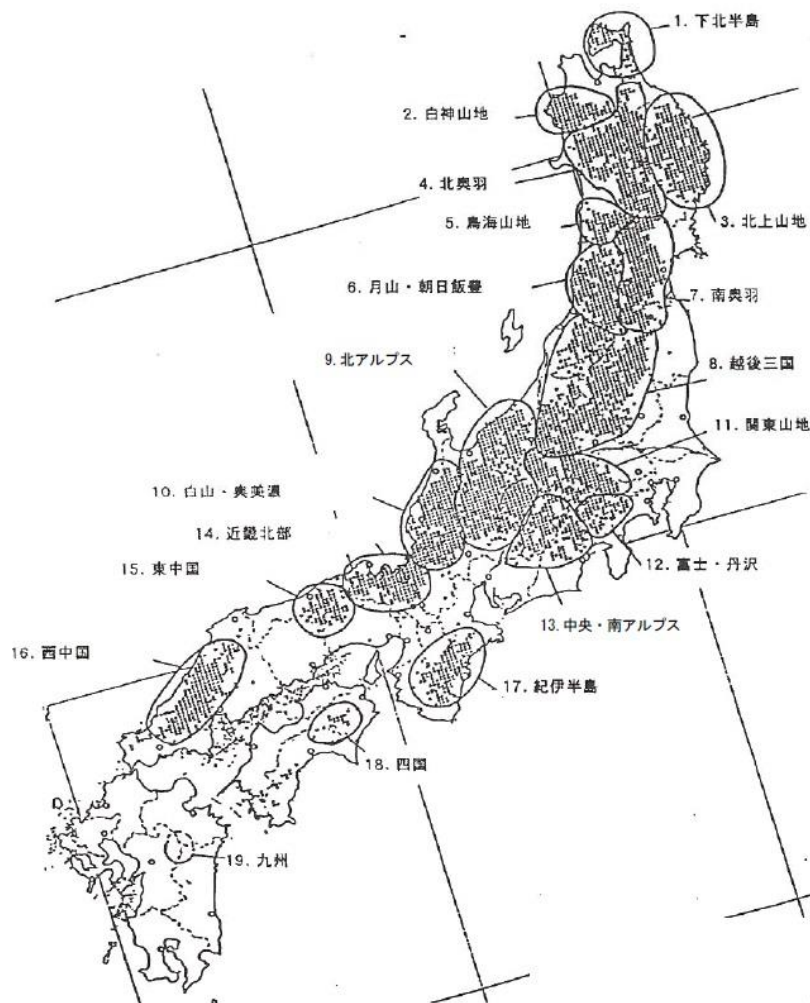 1. 下北半島
2. 白神山地
4. 北奥羽
3. 北上山地
5. 鳥海山地
6. 月山・朝日飯豊
7. 南奥羽
9. 北アルプス
8. 越後三国
11. 関東山地
10. 白山・奥美濃
14. 近畿北部
15. 東中国
12. 富士・丹沢
13. 中央・南アルプス
16. 西中国
17. 紀伊半島
18. 四国
19. 九州